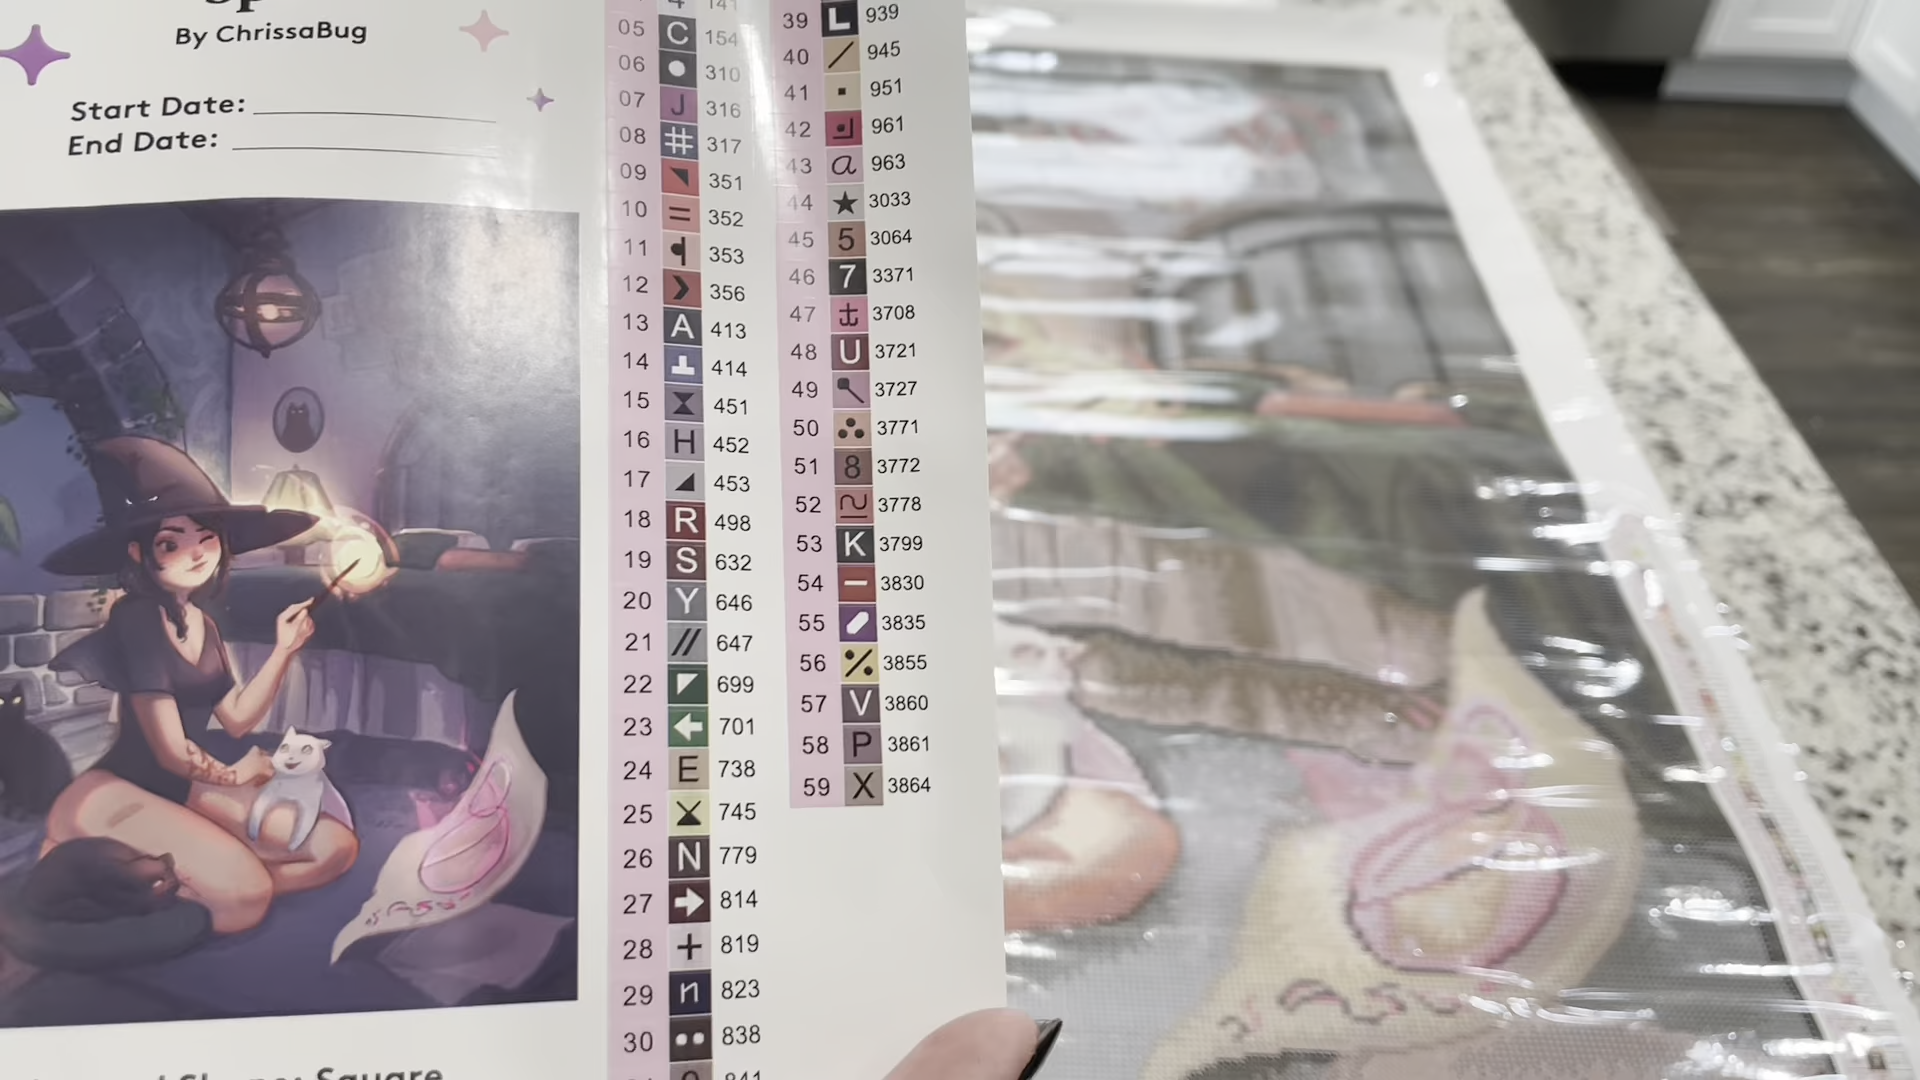 By ChrissaBug
Start Date:
End Date:
05 C 154
06 ● 310
07 J 316
08 # 317
09 ◥ 351
10 = 352
11 353
12 ❯ 356
13 A 413
14 ┻ 414
15 ⧗ 451
16 H 452
17 ◢ 453
18 R 498
19 S 632
20 Y 646
21 // 647
22 ◤ 699
23 ← 701
24 E 738
25 745
26 N 779
27 → 814
28 + 819
29 n 823
30 •• 838
39 L 939
40 / 945
41 ▪ 951
42 961
43 a 963
44 ★ 3033
45 5 3064
46 7 3371
47 ⚓ 3708
48 U 3721
49 3727
50 3771
51 8 3772
52 3778
53 K 3799
54 − 3830
55 3835
56 % 3855
57 V 3860
58 P 3861
59 X 3864
Square